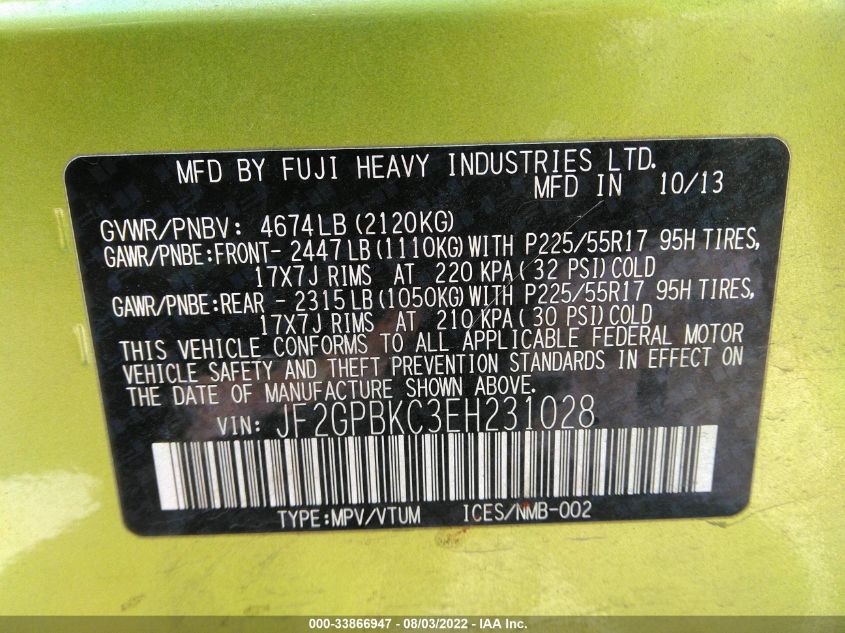 MFD BY FUJI HEAVY INDUSTRIES LTD.
MFD IN 10/13
GVWR/PNBV: 4674LB (2120KG)
GAWR/PNBE:FRONT- 2447LB (1110KG) WITH P225/55R17 95H TIRES,
17X7J RIMS AT 220 KPA ( 32 PSI) COLD
GAWR/PNBE:REAR - 2315LB (1050KG) WITH P225/55R17 95H TIRES,
17X7J RIMS AT 210 KPA ( 30 PSI) COLD
THIS VEHICLE CONFORMS TO ALL APPLICABLE FEDERAL MOTOR
VEHICLE SAFETY AND THEFT PREVENTION STANDARDS IN EFFECT ON
THE DATE OF MANUFACTURE SHOWN ABOVE.
VIN: JF2GPBKC3EH231028
TYPE:MPV/VTUM ICES/NMB-002
000-33866947 - 08/03/2022 - IAA Inc.